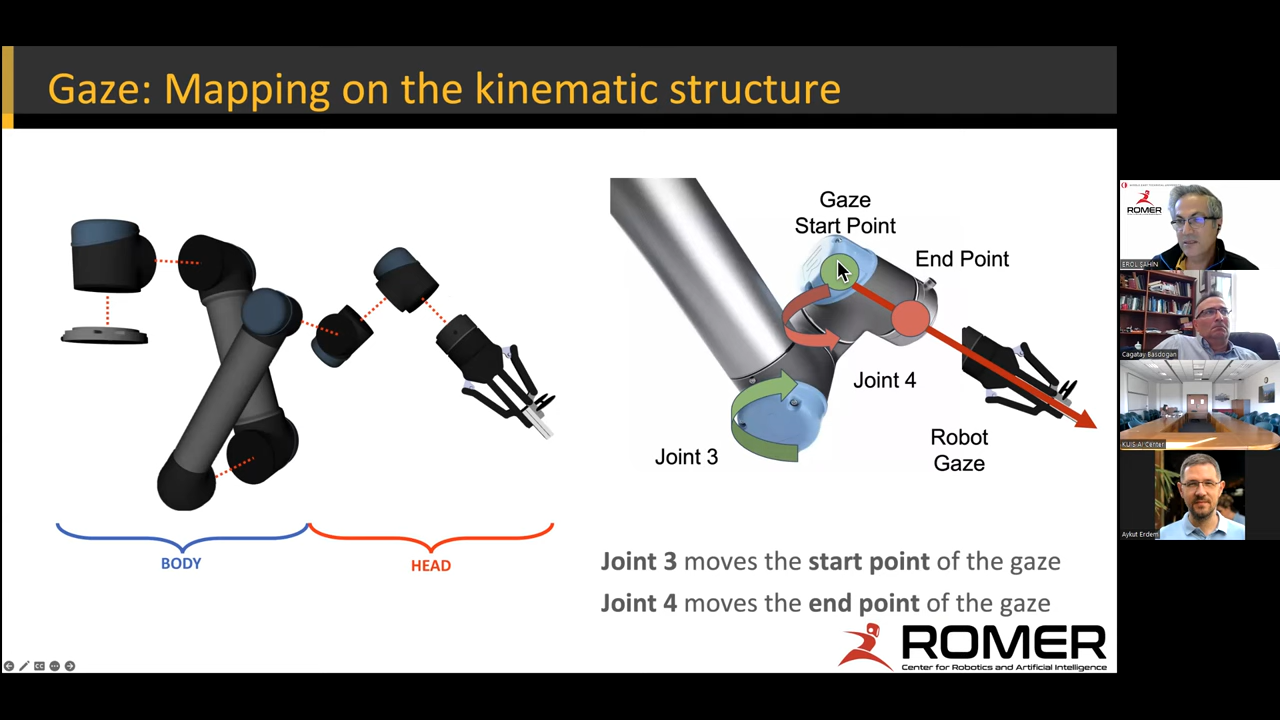 Gaze: Mapping on the kinematic structure
BODY
HEAD
Gaze
Start Point
End Point
Joint 4
Joint 3
Robot
Gaze
Joint 3 moves the start point of the gaze
Joint 4 moves the end point of the gaze
ROMER
Center for Robotics and Artificial Intelligence
ROMER
EROL ŞAHİN
Cagatay Basdogan
KUIS AI Center
Aykut Erdem